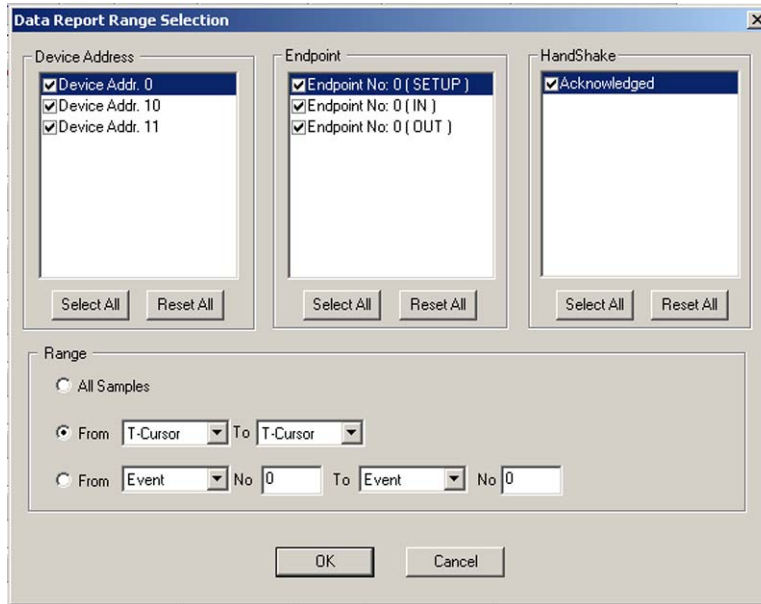 Data Report Range Selection
Device Address
Device Addr. 0
Device Addr. 10
Device Addr. 11
Select All Reset All
Endpoint
Endpoint No: 0 ( SETUP )
Endpoint No: 0 ( IN )
Endpoint No: 0 ( OUT )
Select All Reset All
HandShake
Acknowledged
Select All Reset All
Range
All Samples
From T-Cursor To T-Cursor
From Event No 0 To Event No 0
OK Cancel